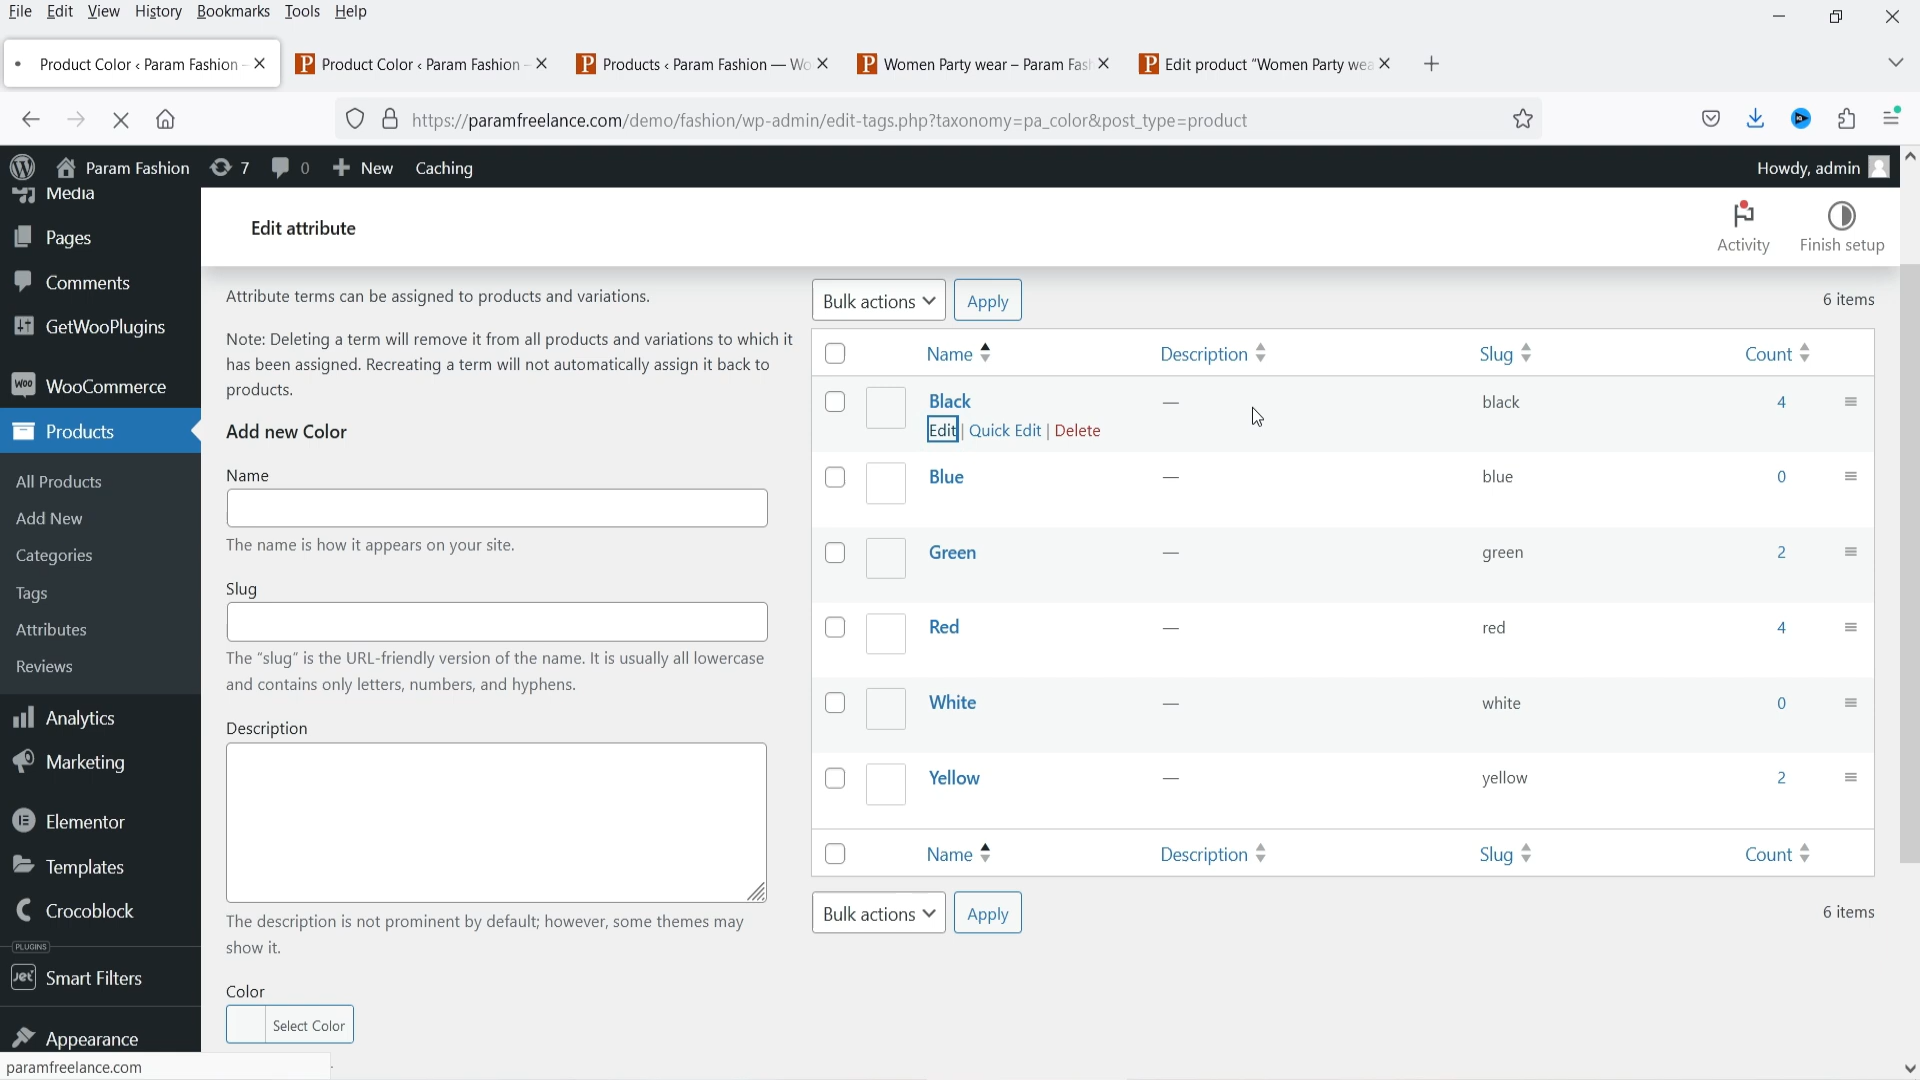 File Edit View History Bookmarks Tools Help
Product Color ‹ Param Fashion -
Product Color ‹ Param Fashion -
Products ‹ Param Fashion — Wo
Women Party wear – Param Fas
Edit product “Women Party wea
https://paramfreelance.com/demo/fashion/wp-admin/edit-tags.php?taxonomy=pa_color&post_type=product
Param Fashion 7 0 New Caching Howdy, admin
Media
Pages
Comments
GetWooPlugins
WooCommerce
Products
All Products
Add New
Categories
Tags
Attributes
Reviews
Analytics
Marketing
Elementor
Templates
Crocoblock
PLUGINS
Smart Filters
Appearance
paramfreelance.com
Edit attribute
Activity Finish setup
Attribute terms can be assigned to products and variations.
Note: Deleting a term will remove it from all products and variations to which it
has been assigned. Recreating a term will not automatically assign it back to
products.
Add new Color
Name
The name is how it appears on your site.
Slug
The “slug” is the URL-friendly version of the name. It is usually all lowercase
and contains only letters, numbers, and hyphens.
Description
The description is not prominent by default; however, some themes may
show it.
Color
Select Color
Bulk actions Apply 6 items
Name Description Slug Count
Black — black 4
Edit | Quick Edit | Delete
Blue — blue 0
Green — green 2
Red — red 4
White — white 0
Yellow — yellow 2
Name Description Slug Count
Bulk actions Apply 6 items